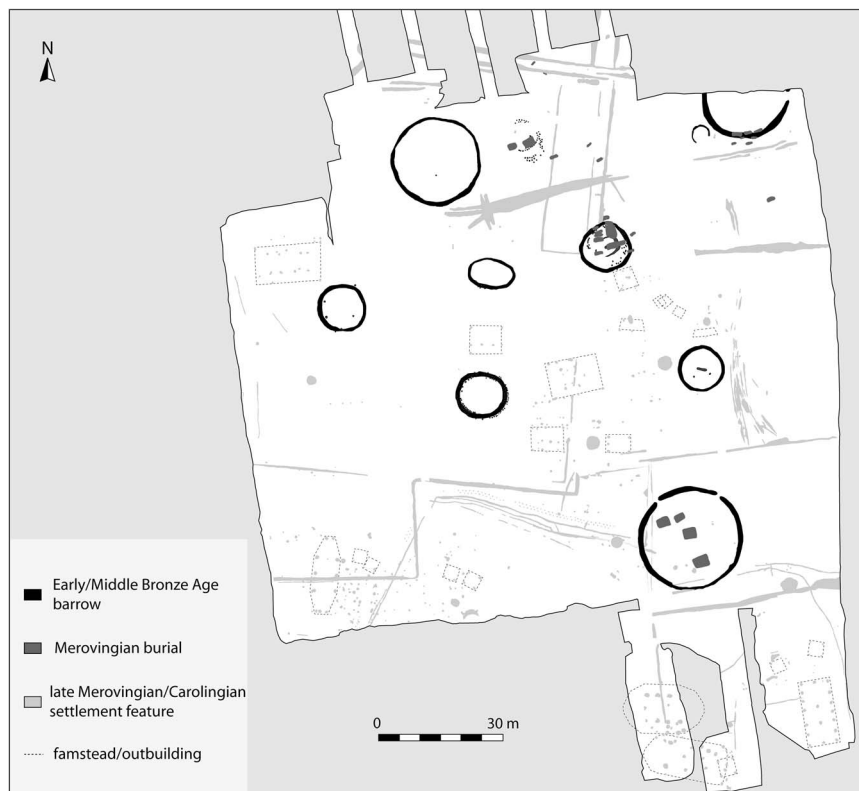 N
Early/Middle Bronze Age
barrow
Merovingian burial
late Merovingian/Carolingian
settlement feature
famstead/outbuilding
0 30 m